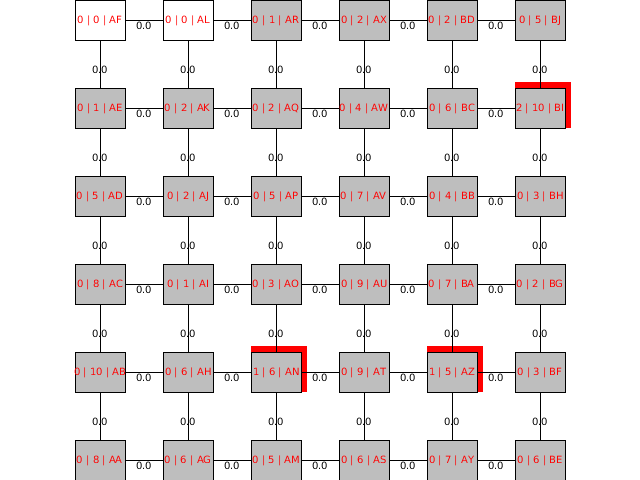 0 | 0 | AF 0.0 0 | 0 | AL 0.0 0 | 1 | AR 0.0 0 | 2 | AX 0.0 0 | 2 | BD 0.0 0 | 5 | BJ
0.0 0.0 0.0 0.0 0.0 0.0
0 | 1 | AE 0.0 0 | 2 | AK 0.0 0 | 2 | AQ 0.0 0 | 4 | AW 0.0 0 | 6 | BC 0.0 2 | 10 | BI
0.0 0.0 0.0 0.0 0.0 0.0
0 | 5 | AD 0.0 0 | 2 | AJ 0.0 0 | 5 | AP 0.0 0 | 7 | AV 0.0 0 | 4 | BB 0.0 0 | 3 | BH
0.0 0.0 0.0 0.0 0.0 0.0
0 | 8 | AC 0.0 0 | 1 | AI 0.0 0 | 3 | AO 0.0 0 | 9 | AU 0.0 0 | 7 | BA 0.0 0 | 2 | BG
0.0 0.0 0.0 0.0 0.0 0.0
0 | 10 | AB 0.0 0 | 6 | AH 0.0 1 | 6 | AN 0.0 0 | 9 | AT 0.0 1 | 5 | AZ 0.0 0 | 3 | BF
0.0 0.0 0.0 0.0 0.0 0.0
0 | 8 | AA 0.0 0 | 6 | AG 0.0 0 | 5 | AM 0.0 0 | 6 | AS 0.0 0 | 7 | AY 0.0 0 | 6 | BE